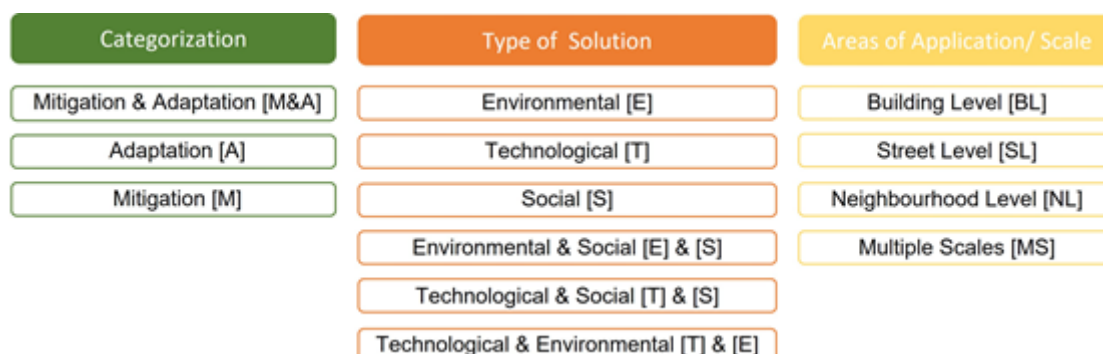 Categorization
Mitigation & Adaptation [M&A]
Adaptation [A]
Mitigation [M]
Type of Solution
Environmental [E]
Technological [T]
Social [S]
Environmental & Social [E] & [S]
Technological & Social [T] & [S]
Technological & Environmental [T] & [E]
Areas of Application/ Scale
Building Level [BL]
Street Level [SL]
Neighbourhood Level [NL]
Multiple Scales [MS]